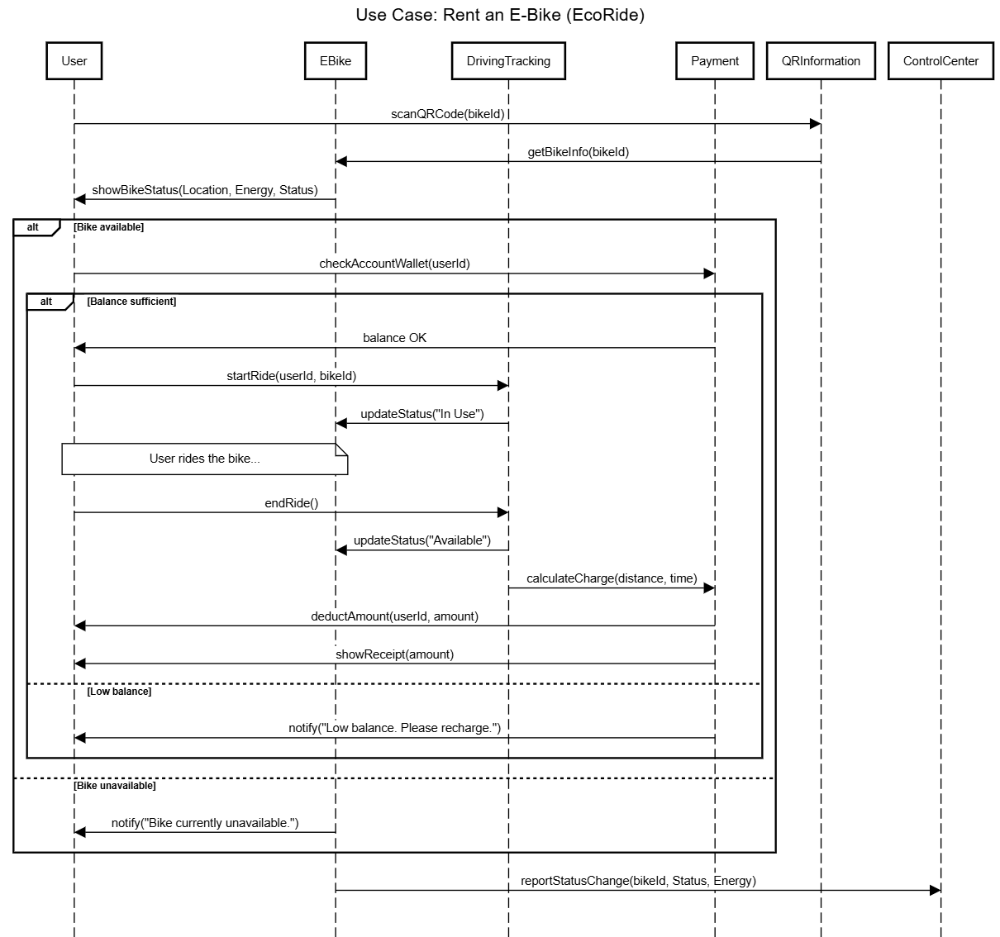 Use Case: Rent an E-Bike (EcoRide)
User
EBike
DrivingTracking
Payment
QRInformation
ControlCenter
scanQRCode(bikeId)
getBikeInfo(bikeId)
showBikeStatus(Location, Energy, Status)
alt
[Bike available]
checkAccountWallet(userId)
alt
[Balance sufficient]
balance OK
startRide(userId, bikeId)
updateStatus("In Use")
User rides the bike...
endRide()
updateStatus("Available")
calculateCharge(distance, time)
deductAmount(userId, amount)
showReceipt(amount)
[Low balance]
notify("Low balance. Please recharge.")
[Bike unavailable]
notify("Bike currently unavailable.")
reportStatusChange(bikeId, Status, Energy)